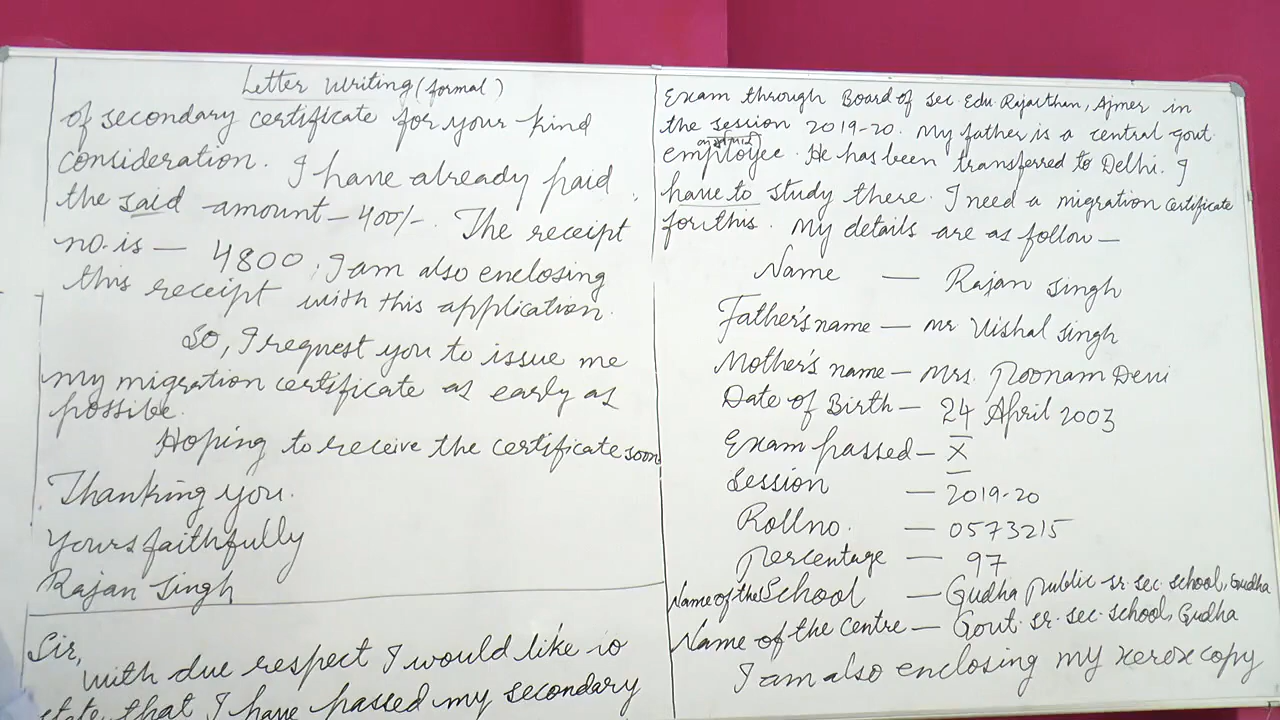 Letter Writing (formal)
of secondary certificate for your kind
consideration. I have already paid
the said amount - 400/-. The receipt
no. is — 4800, I am also enclosing
this receipt with this application.
So, I request you to issue me
my migration certificate as early as
possible.
Hoping to receive the certificate soon
Thanking you.
Yours faithfully
Rajan Singh
Sir,
with due respect I would like to
state that I have passed my secondary
Exam through Board of Sec Edu Rajasthan, Ajmer in
the session 2019-20. My father is a central govt.
employee. He has been transferred to Delhi. I
have to study there. I need a migration certificate
for this. My details are as follow —
Name — Rajan Singh
Father's name — Mr Vishal Singh
Mother's name — Mrs. Poonam Devi
Date of Birth — 24 April 2003
Exam passed — X
Session — 2019-20
Roll no. — 0573215
Percentage — 97
Name of the School — Gudha Public sr. sec. school, Gudha
Name of the Centre — Govt. sr. sec. school, Gudha
I am also enclosing my xerox copy